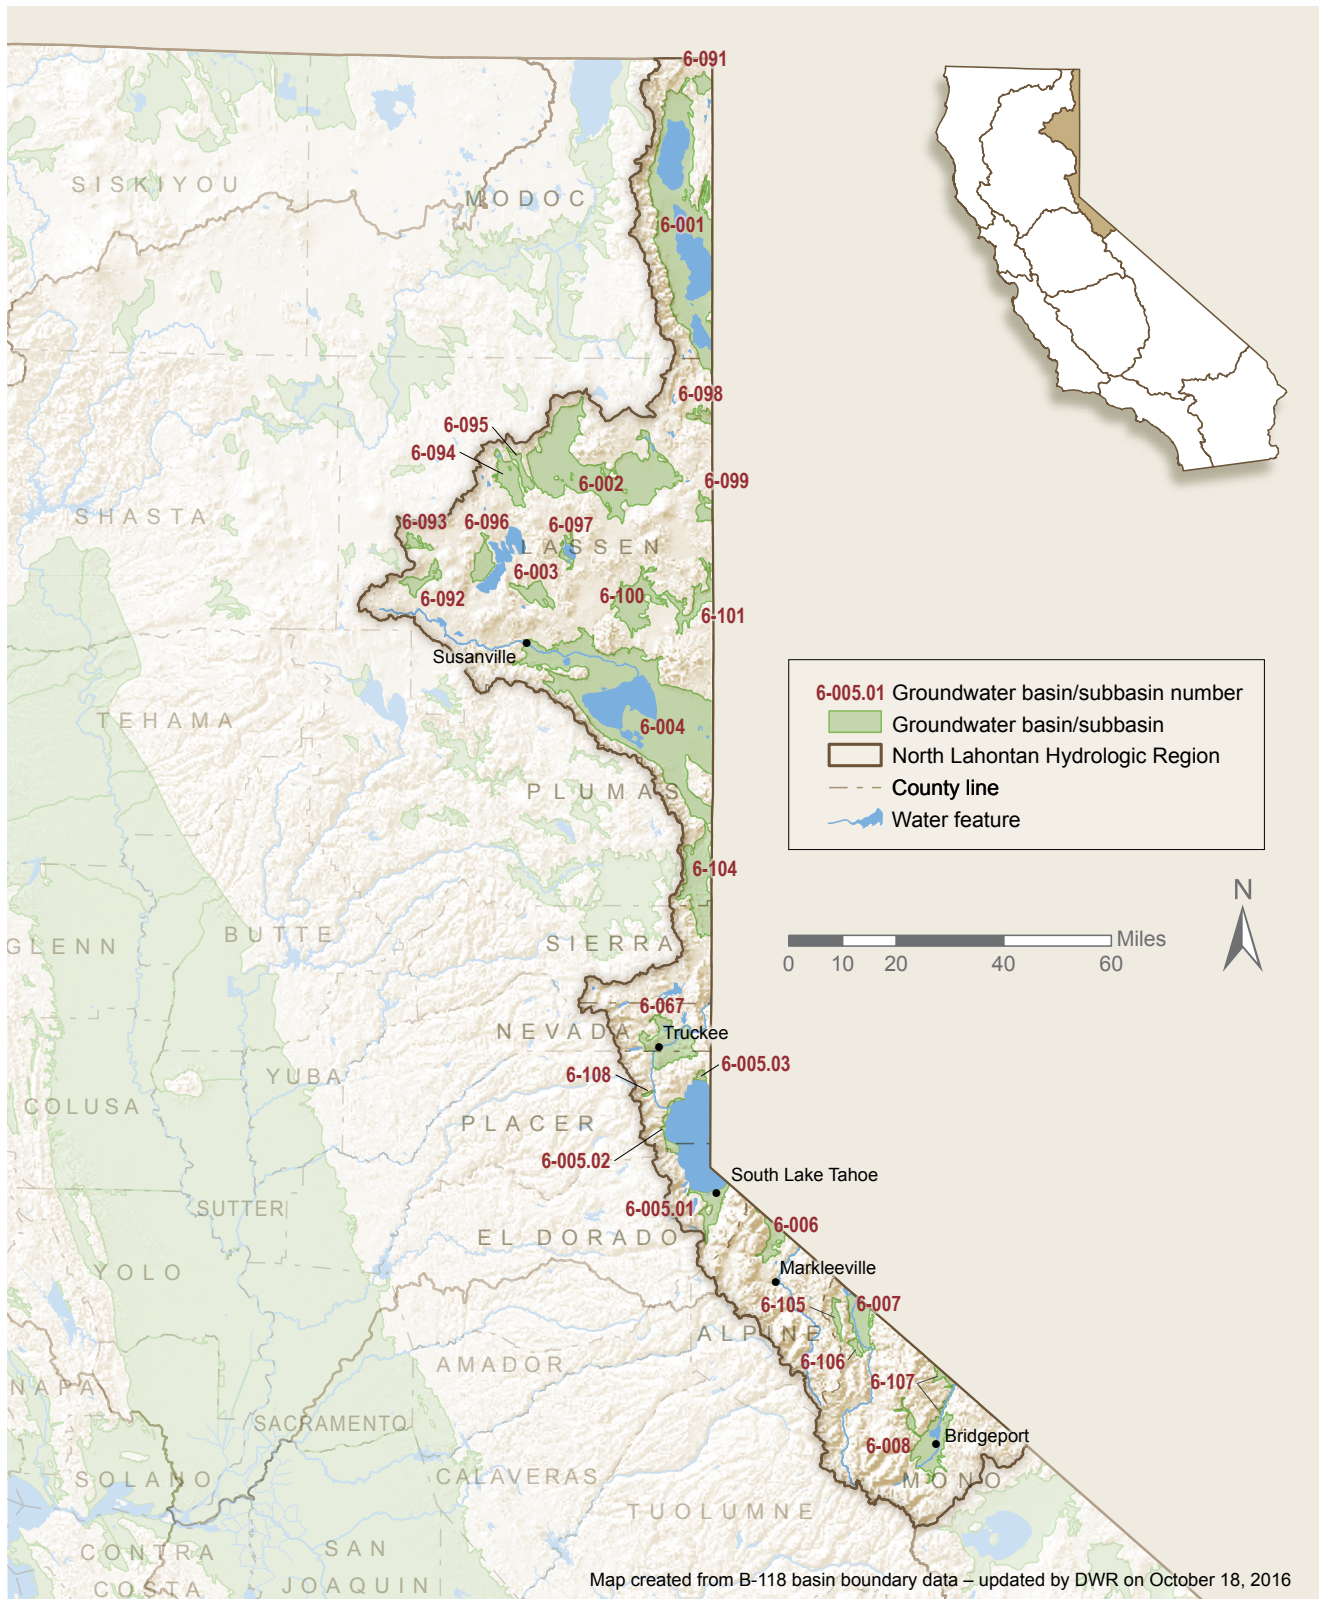 6-091
SISKIYOU
MODOC
6-001
6-098
6-095
6-094
6-002
6-099
SHASTA
6-093
6-096
6-097
LASSEN
6-003
6-092
6-100
6-101
Susanville
6-005.01 Groundwater basin/subbasin number
Groundwater basin/subbasin
North Lahontan Hydrologic Region
County line
Water feature
TEHAMA
6-004
PLUMAS
6-104
N
Miles
0 10 20 40 60
GLENN
BUTTE
SIERRA
6-067
NEVADA
Truckee
6-005.03
6-108
YUBA
COLUSA
PLACER
6-005.02
South Lake Tahoe
SUTTER
6-005.01
6-006
EL DORADO
YOLO
Markleeville
6-105
6-007
ALPINE
AMADOR
6-106
6-107
NAPA
SACRAMENTO
6-008
Bridgeport
SOLANO
CALAVERAS
MONO
TUOLUMNE
CONTRA
COSTA
SAN
JOAQUIN
Map created from B-118 basin boundary data – updated by DWR on October 18, 2016